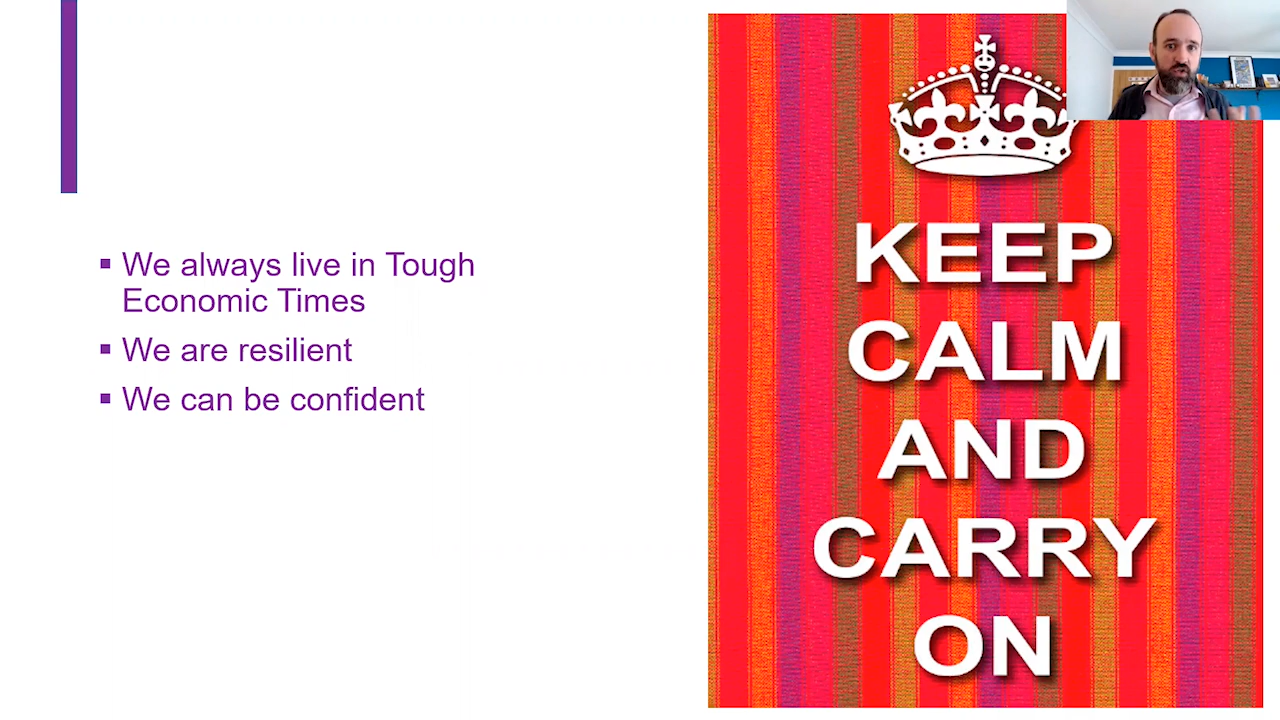 We always live in Tough
Economic Times
We are resilient
We can be confident
KEEP
CALM
AND
CARRY
ON